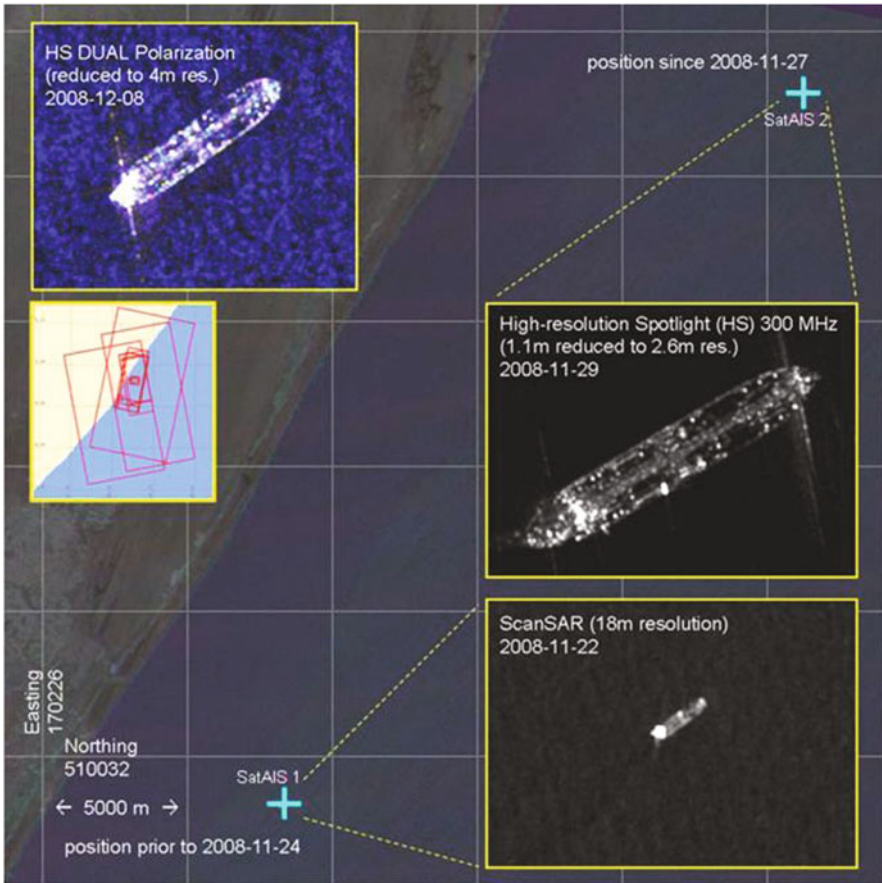 HS DUAL Polarization
(reduced to 4m res.)
2008-12-08
position since 2008-11-27
SatAIS 2
High-resolution Spotlight (HS) 300 MHz
(1.1m reduced to 2.6m res.)
2008-11-29
ScanSAR (18m resolution)
2008-11-22
Easting
170226
Northing
510032
SatAIS 1
← 5000 m →
position prior to 2008-11-24